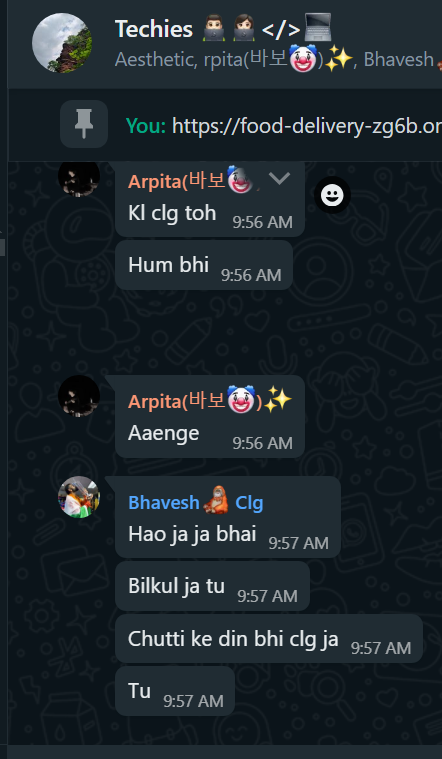 Techies 👨🏻‍💻👩🏻‍💻</>💻
Aesthetic, rpita(바보🤡)✨, Bhavesh
You: https://food-delivery-zg6b.or
Arpita(바보🤡
Kl clg toh 9:56 AM
Hum bhi 9:56 AM
Arpita(바보🤡)✨
Aaenge 9:56 AM
Bhavesh🦧 Clg
Hao ja ja bhai 9:57 AM
Bilkul ja tu 9:57 AM
Chutti ke din bhi clg ja 9:57 AM
Tu 9:57 AM